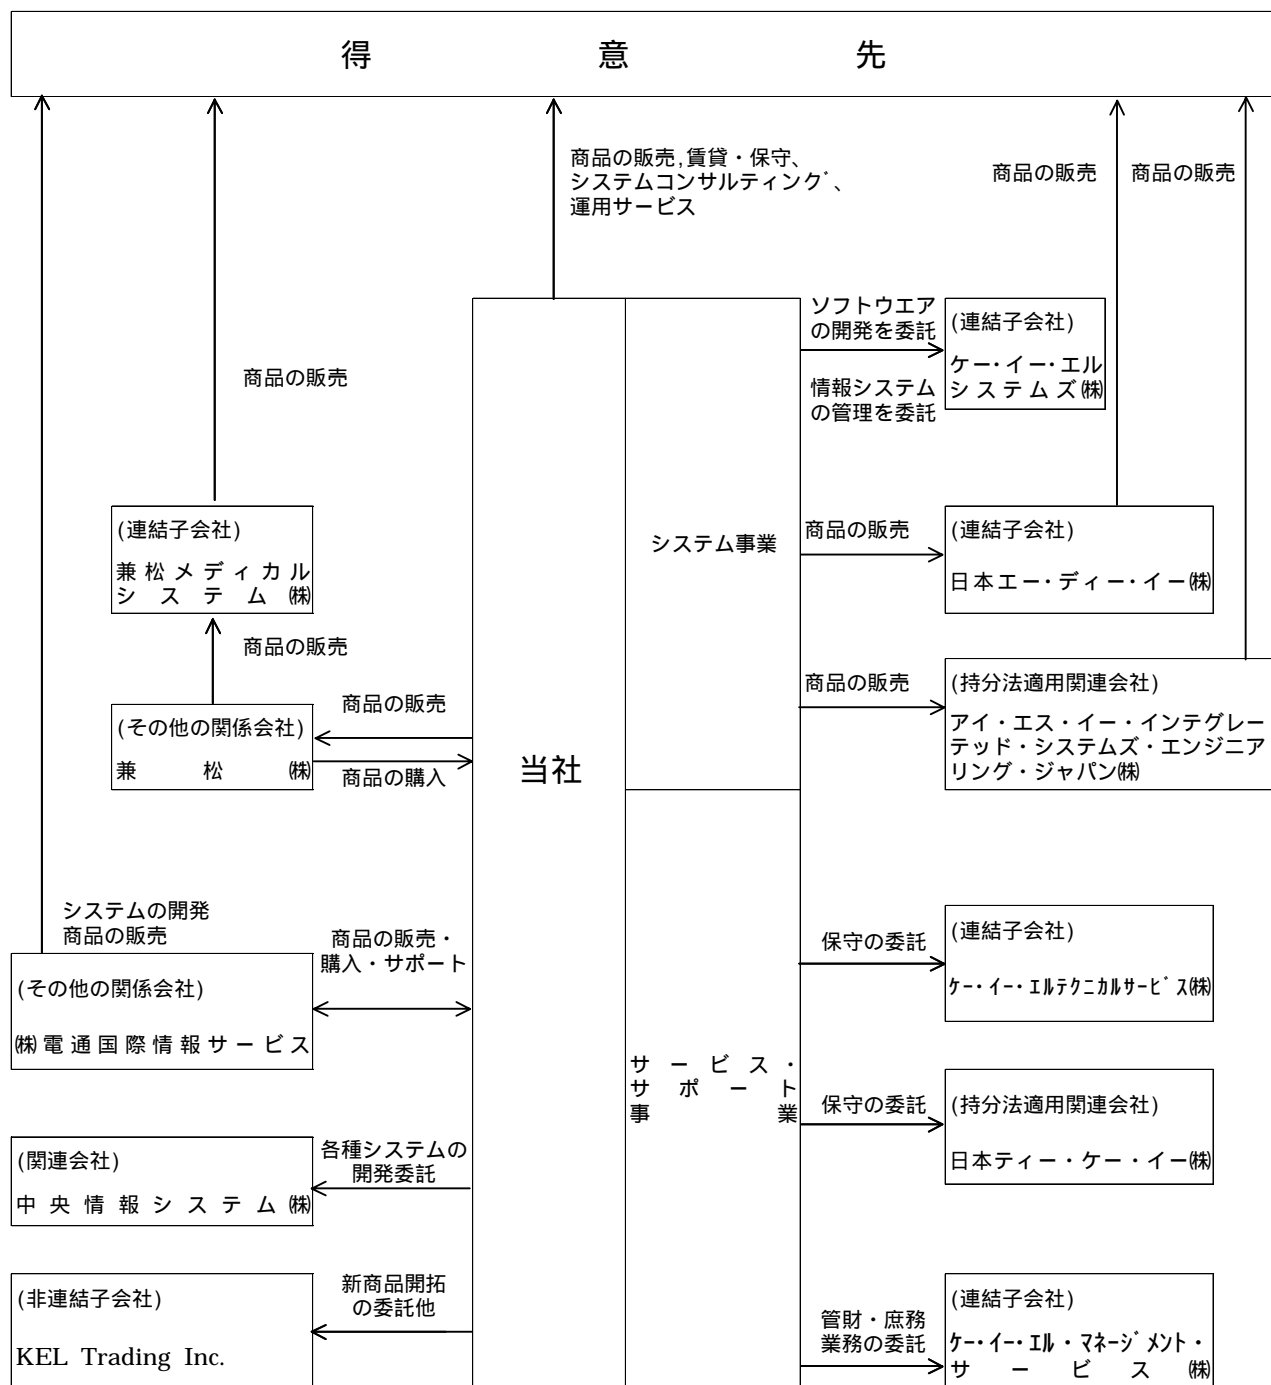 得意先
商品の販売,賃貸・保守、
システムコンサルティング、
運用サービス
商品の販売
商品の販売
商品の販売
ソフトウエア
の開発を委託
情報システム
の管理を委託
(連結子会社)
ケー・イー・エル
システムズ㈱
(連結子会社)
兼松メディカル
システム㈱
システム事業
商品の販売
(連結子会社)
日本エー・ディー・イー㈱
商品の販売
商品の販売
(持分法適用関連会社)
アイ・エス・イー・インテグレー
テッド・システムズ・エンジニア
リング・ジャパン㈱
(その他の関係会社)
兼松㈱
商品の販売
商品の購入
当社
システムの開発
商品の販売
(その他の関係会社)
㈱電通国際情報サービス
商品の販売・
購入・サポート
保守の委託
(連結子会社)
ケー・イー・エルテクニカルサービス㈱
サービス・
サポート
事業
保守の委託
(持分法適用関連会社)
日本ティー・ケー・イー㈱
(関連会社)
中央情報システム㈱
各種システムの
開発委託
(非連結子会社)
KEL Trading Inc.
新商品開拓
の委託他
管財・庶務
業務の委託
(連結子会社)
ケー・イー・エル・マネージメント・
サービス㈱